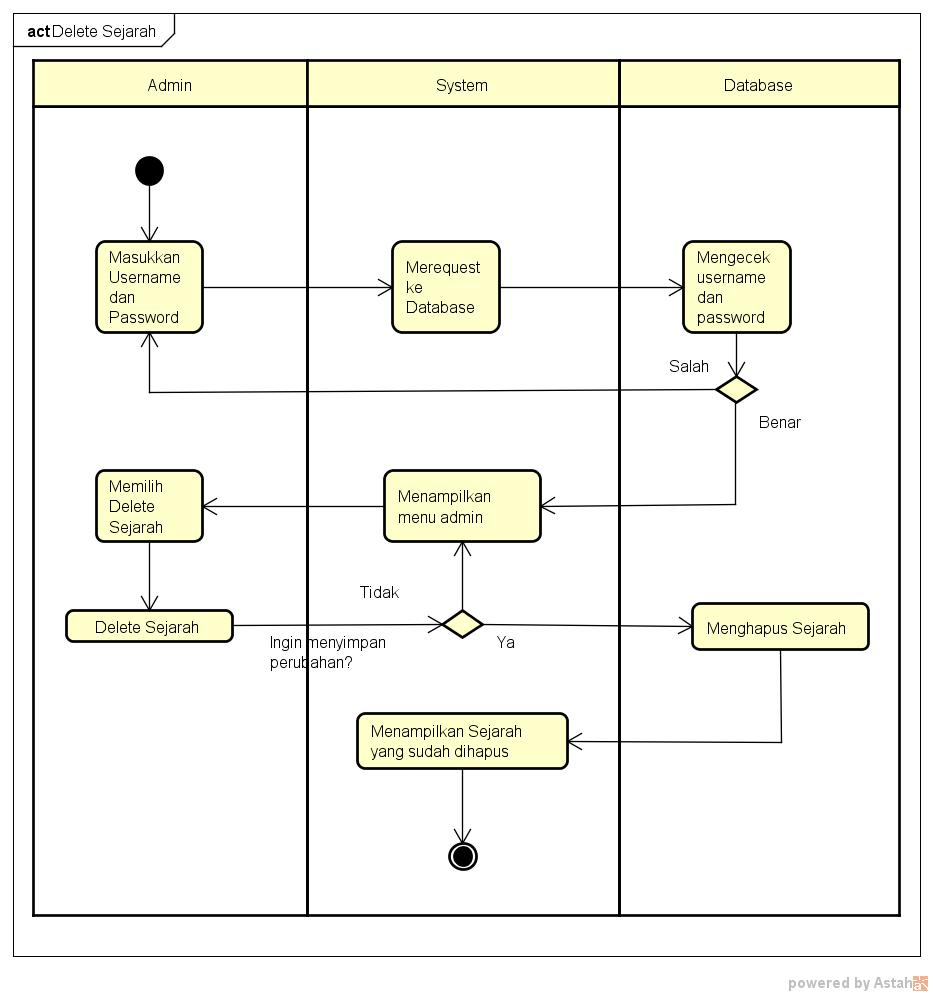 act Delete Sejarah
Admin
System
Database
Masukkan
Username
dan
Password
Merequest
ke
Database
Mengecek
username
dan
password
Salah
Benar
Memilih
Delete
Sejarah
Menampilkan
menu admin
Tidak
Delete Sejarah
Ingin menyimpan
perubahan?
Ya
Menghapus Sejarah
Menampilkan Sejarah
yang sudah dihapus
powered by Astah